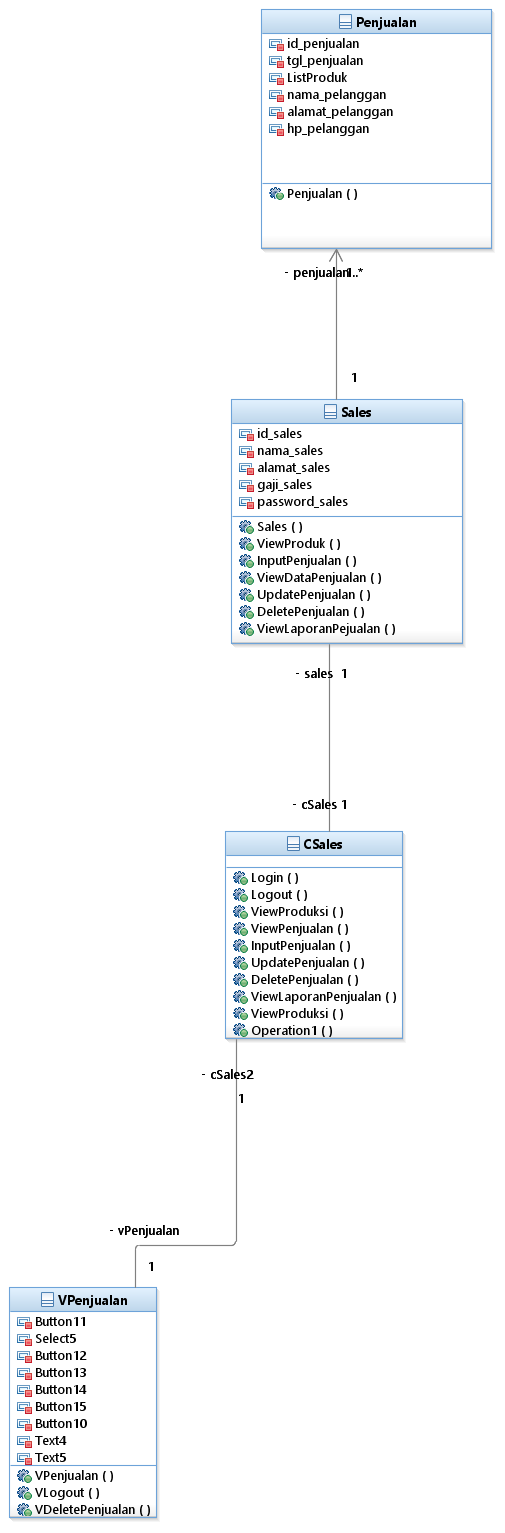 Penjualan
id_penjualan
tgl_penjualan
ListProduk
nama_pelanggan
alamat_pelanggan
hp_pelanggan
Penjualan ( )
- penjualan 1..*
1
Sales
id_sales
nama_sales
alamat_sales
gaji_sales
password_sales
Sales ( )
ViewProduk ( )
InputPenjualan ( )
ViewDataPenjualan ( )
UpdatePenjualan ( )
DeletePenjualan ( )
ViewLaporanPejualan ( )
- sales 1
- cSales 1
CSales
Login ( )
Logout ( )
ViewProduksi ( )
ViewPenjualan ( )
InputPenjualan ( )
UpdatePenjualan ( )
DeletePenjualan ( )
ViewLaporanPenjualan ( )
ViewProduksi ( )
Operation1 ( )
- cSales2
1
- vPenjualan
1
VPenjualan
Button11
Select5
Button12
Button13
Button14
Button15
Button10
Text4
Text5
VPenjualan ( )
VLogout ( )
VDeletePenjualan ( )